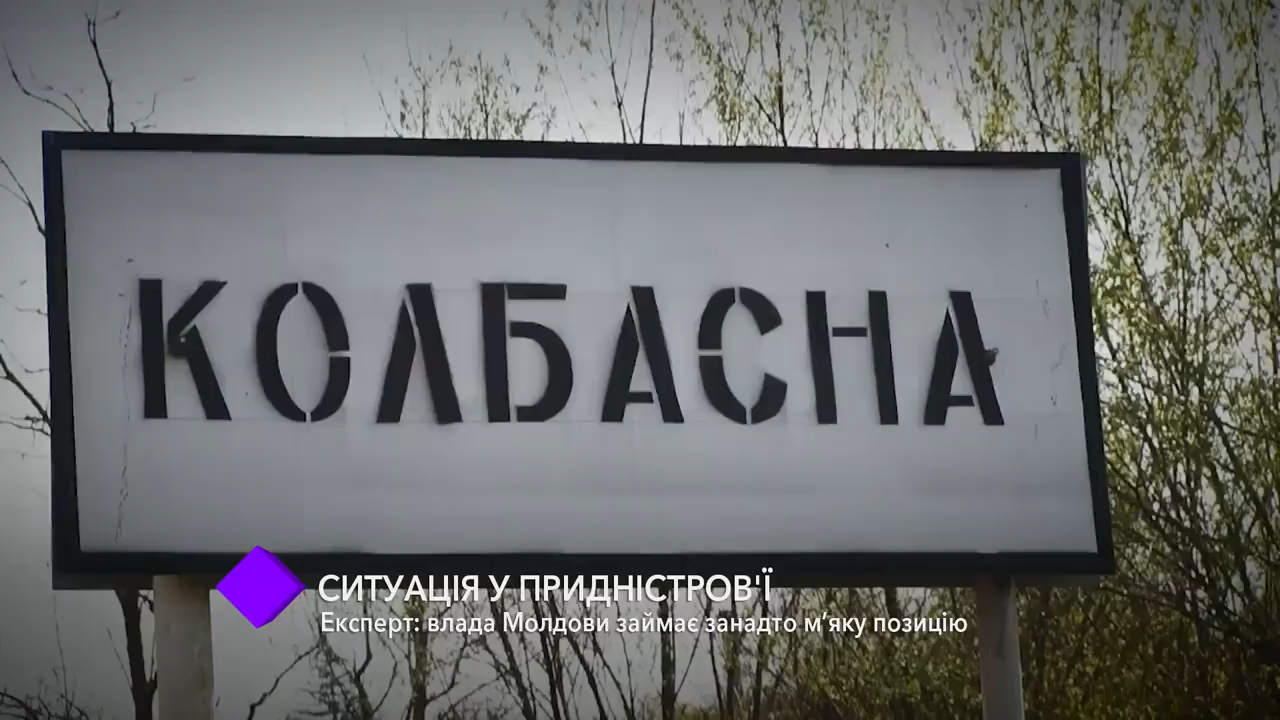 КОЛБАСНА
СИТУАЦІЯ У ПРИДНІСТРОВ'Ї
Експерт: влада Молдови займає занадто м’яку позицію